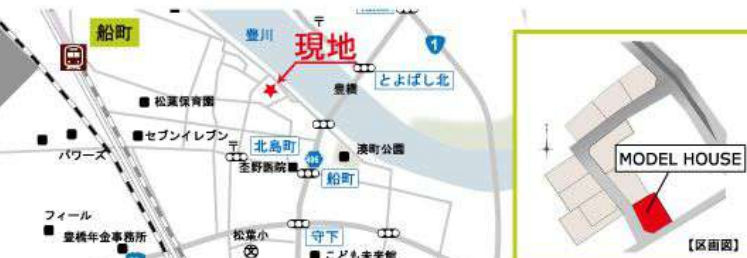 船町
豊川
現地
1
とよばし北
豊橋
松葉保育園
セブンイレブン
パワーズ
北島町
496
湊町公園
杢野医院
船町
フィール
豊橋年金事務所
松葉小
守下
こども未来館
MODEL HOUSE
【区画図】